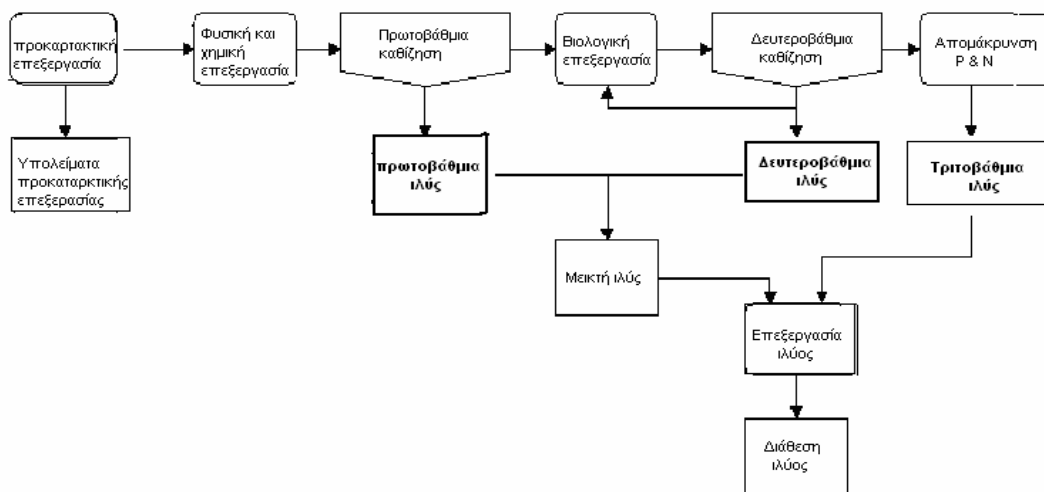 προκαρτακτική
επεξεργασία
Φυσική και
χημική
επεξεργασία
Πρωτοβάθμια
καθίζηση
Βιολογική
επεξεργασία
Δευτεροβάθμια
καθίζηση
Απομάκρυνση
P & N
Υπολείματα
προκαταρκτικής
επεξερασίας
πρωτοβάθμια
ιλύς
Δευτεροβάθμια
ιλύς
Τριτοβάθμια
ιλύς
Μεικτή ιλύς
Επεξεργασία
ιλύος
Διάθεση
ιλύος